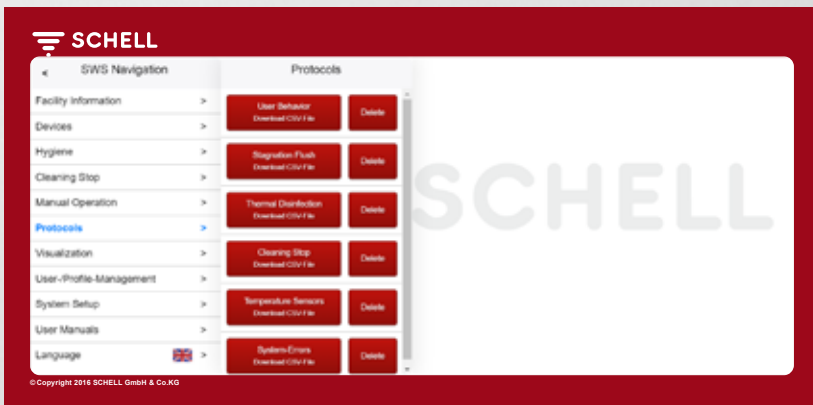 SCHELL
< SWS Navigation
Protocols
Facility Information >
Devices >
Hygiene >
Cleaning Stop >
Manual Operation >
Protocols >
Visualization >
User-/Profile-Management >
System Setup >
User Manuals >
Language >
User Behavior
Download CSV-File
Delete
Stagnation Flush
Download CSV-File
Delete
Thermal Disinfection
Download CSV-File
Delete
Cleaning Stop
Download CSV-File
Delete
Temperature Sensors
Download CSV-File
Delete
System-Errors
Download CSV-File
Delete
SCHELL
© Copyright 2016 SCHELL GmbH & Co.KG